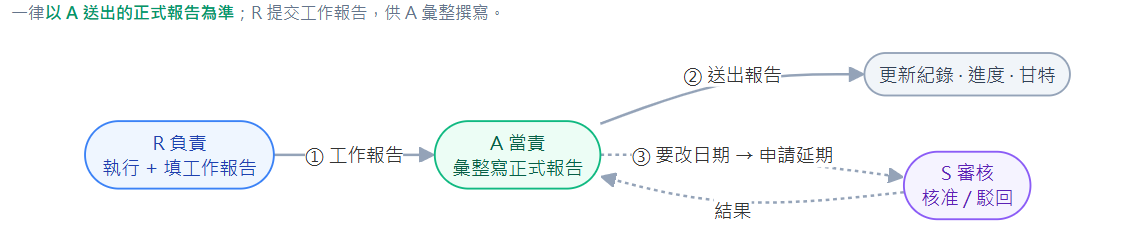 一律以 A 送出的正式報告為準；R 提交工作報告，供 A 彙整撰寫。
② 送出報告
更新紀錄 · 進度 · 甘特
R 負責
執行 + 填工作報告
① 工作報告
A 當責
彙整寫正式報告
③ 要改日期 → 申請延期
S 審核
核准 / 駁回
結果